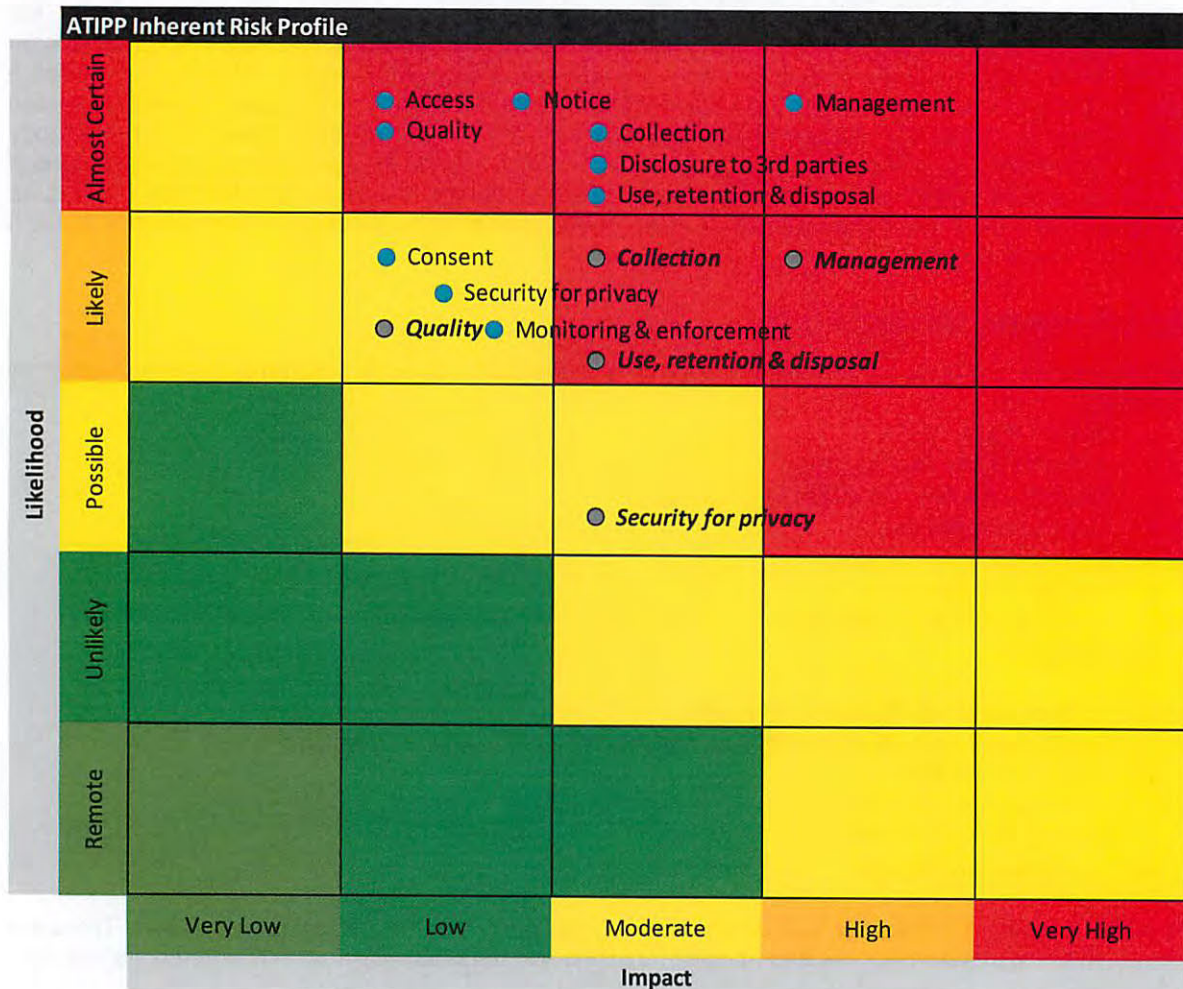 ATIPP Inherent Risk Profile
Likelihood
Almost Certain
Access
Notice
Management
Quality
Collection
Disclosure to 3rd parties
Use, retention & disposal
Likely
Consent
Collection
Management
Security for privacy
Quality
Monitoring & enforcement
Use, retention & disposal
Possible
Security for privacy
Unlikely
Remote
Very Low
Low
Moderate
High
Very High
Impact